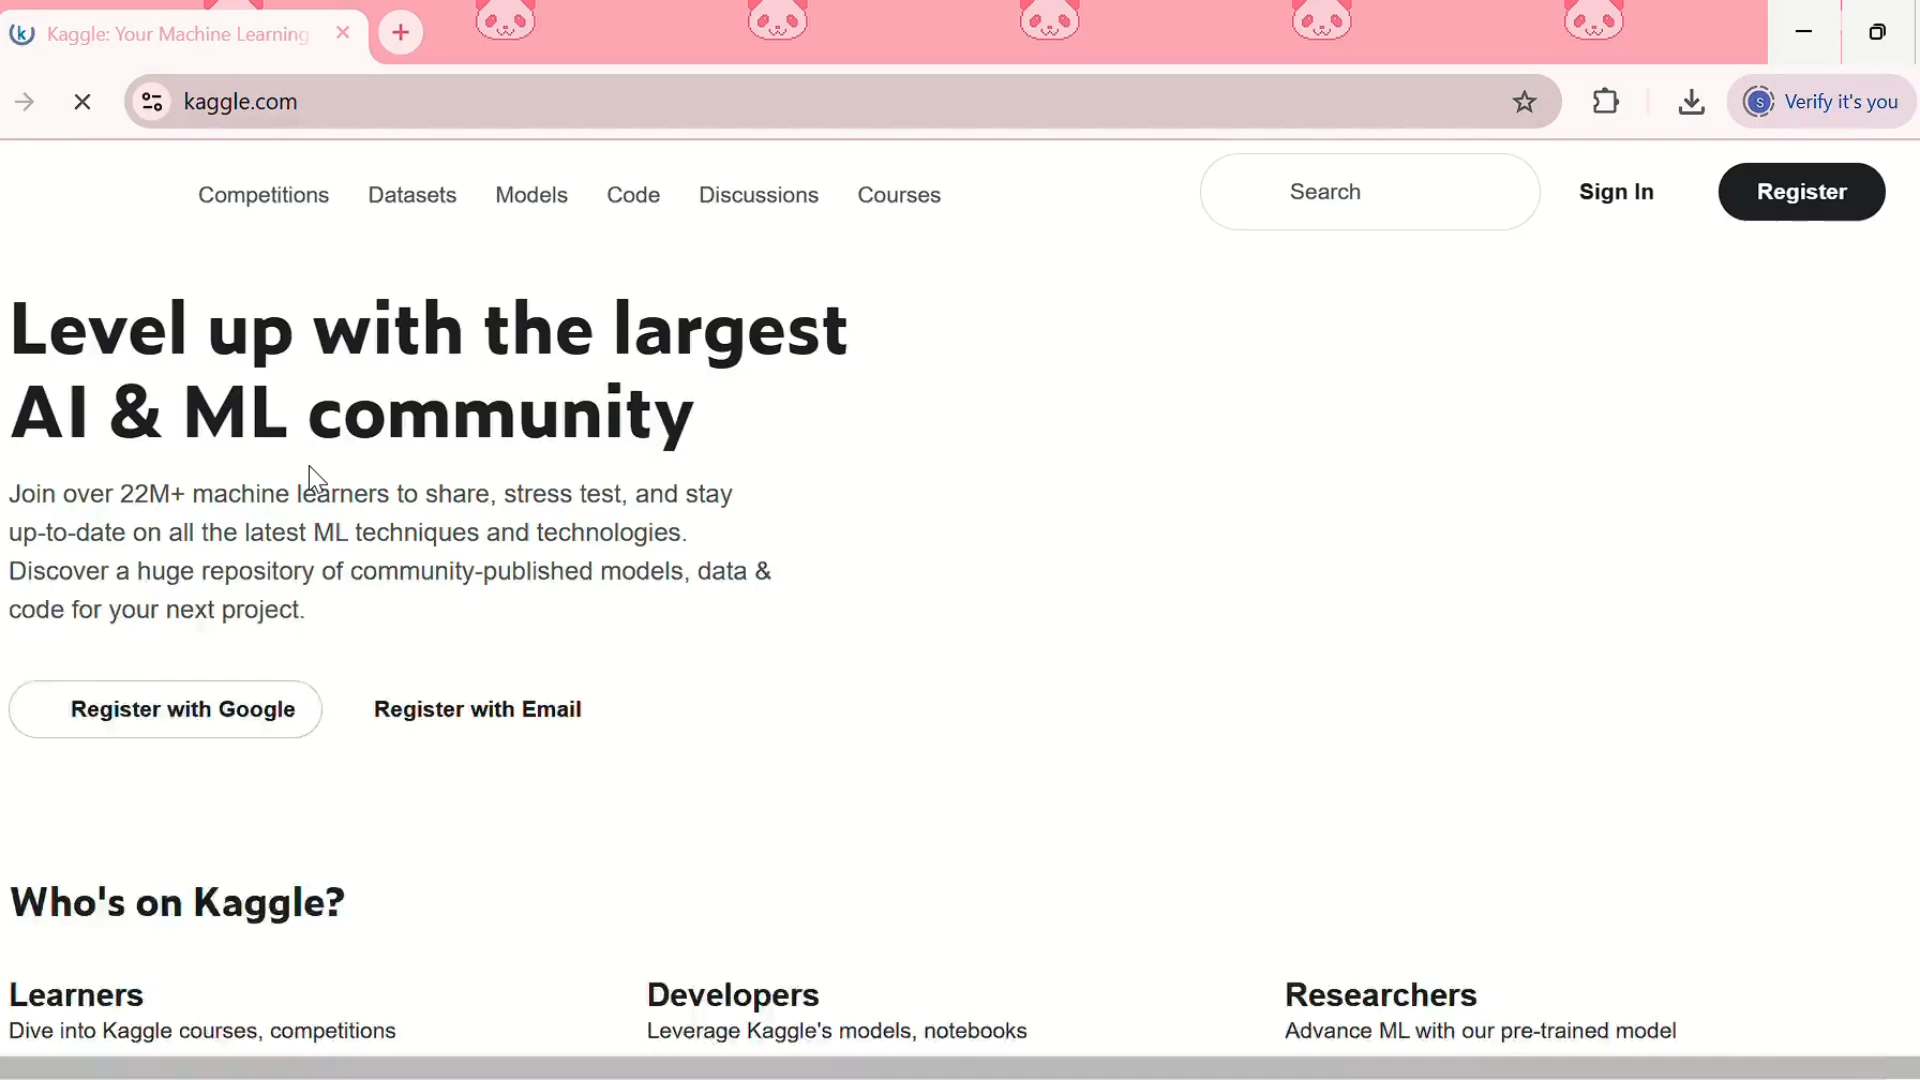 Kaggle: Your Machine Learning
kaggle.com
S Verify it's you
Competitions Datasets Models Code Discussions Courses Search Sign In Register
Level up with the largest
AI & ML community
Join over 22M+ machine learners to share, stress test, and stay
up-to-date on all the latest ML techniques and technologies.
Discover a huge repository of community-published models, data &
code for your next project.
Register with Google Register with Email
Who's on Kaggle?
Learners
Dive into Kaggle courses, competitions
Developers
Leverage Kaggle's models, notebooks
Researchers
Advance ML with our pre-trained model